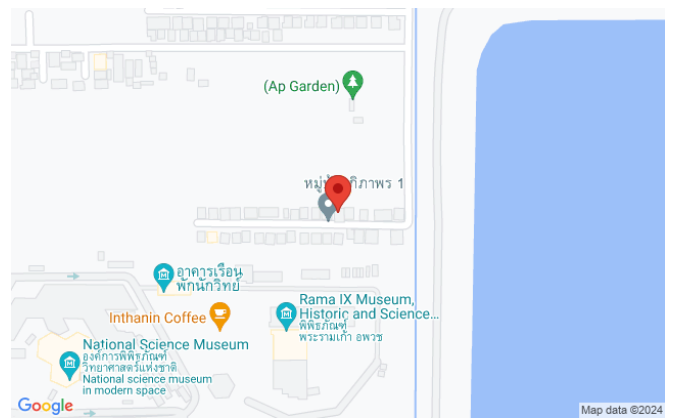 (Ap Garden)
หมู่
ภิภาพร 1
อาคารเรือน
พักนักวิทย์
Inthanin Coffee
Rama IX Museum,
Historic and Science...
พิพิธภัณฑ์
พระรามเก้า อพวช
National Science Museum
องค์การพิพิธภัณฑ์
วิทยาศาสตร์แห่งชาติ
National science museum
in modern space
Google
Map data ©2024